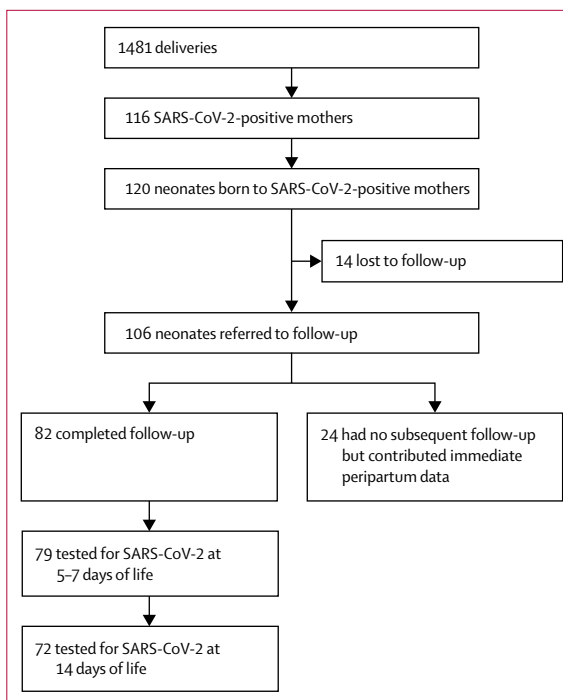 1481 deliveries
116 SARS-CoV-2-positive mothers
120 neonates born to SARS-CoV-2-positive mothers
14 lost to follow-up
106 neonates referred to follow-up
82 completed follow-up
24 had no subsequent follow-up
but contributed immediate
peripartum data
79 tested for SARS-CoV-2 at
5–7 days of life
72 tested for SARS-CoV-2 at
14 days of life